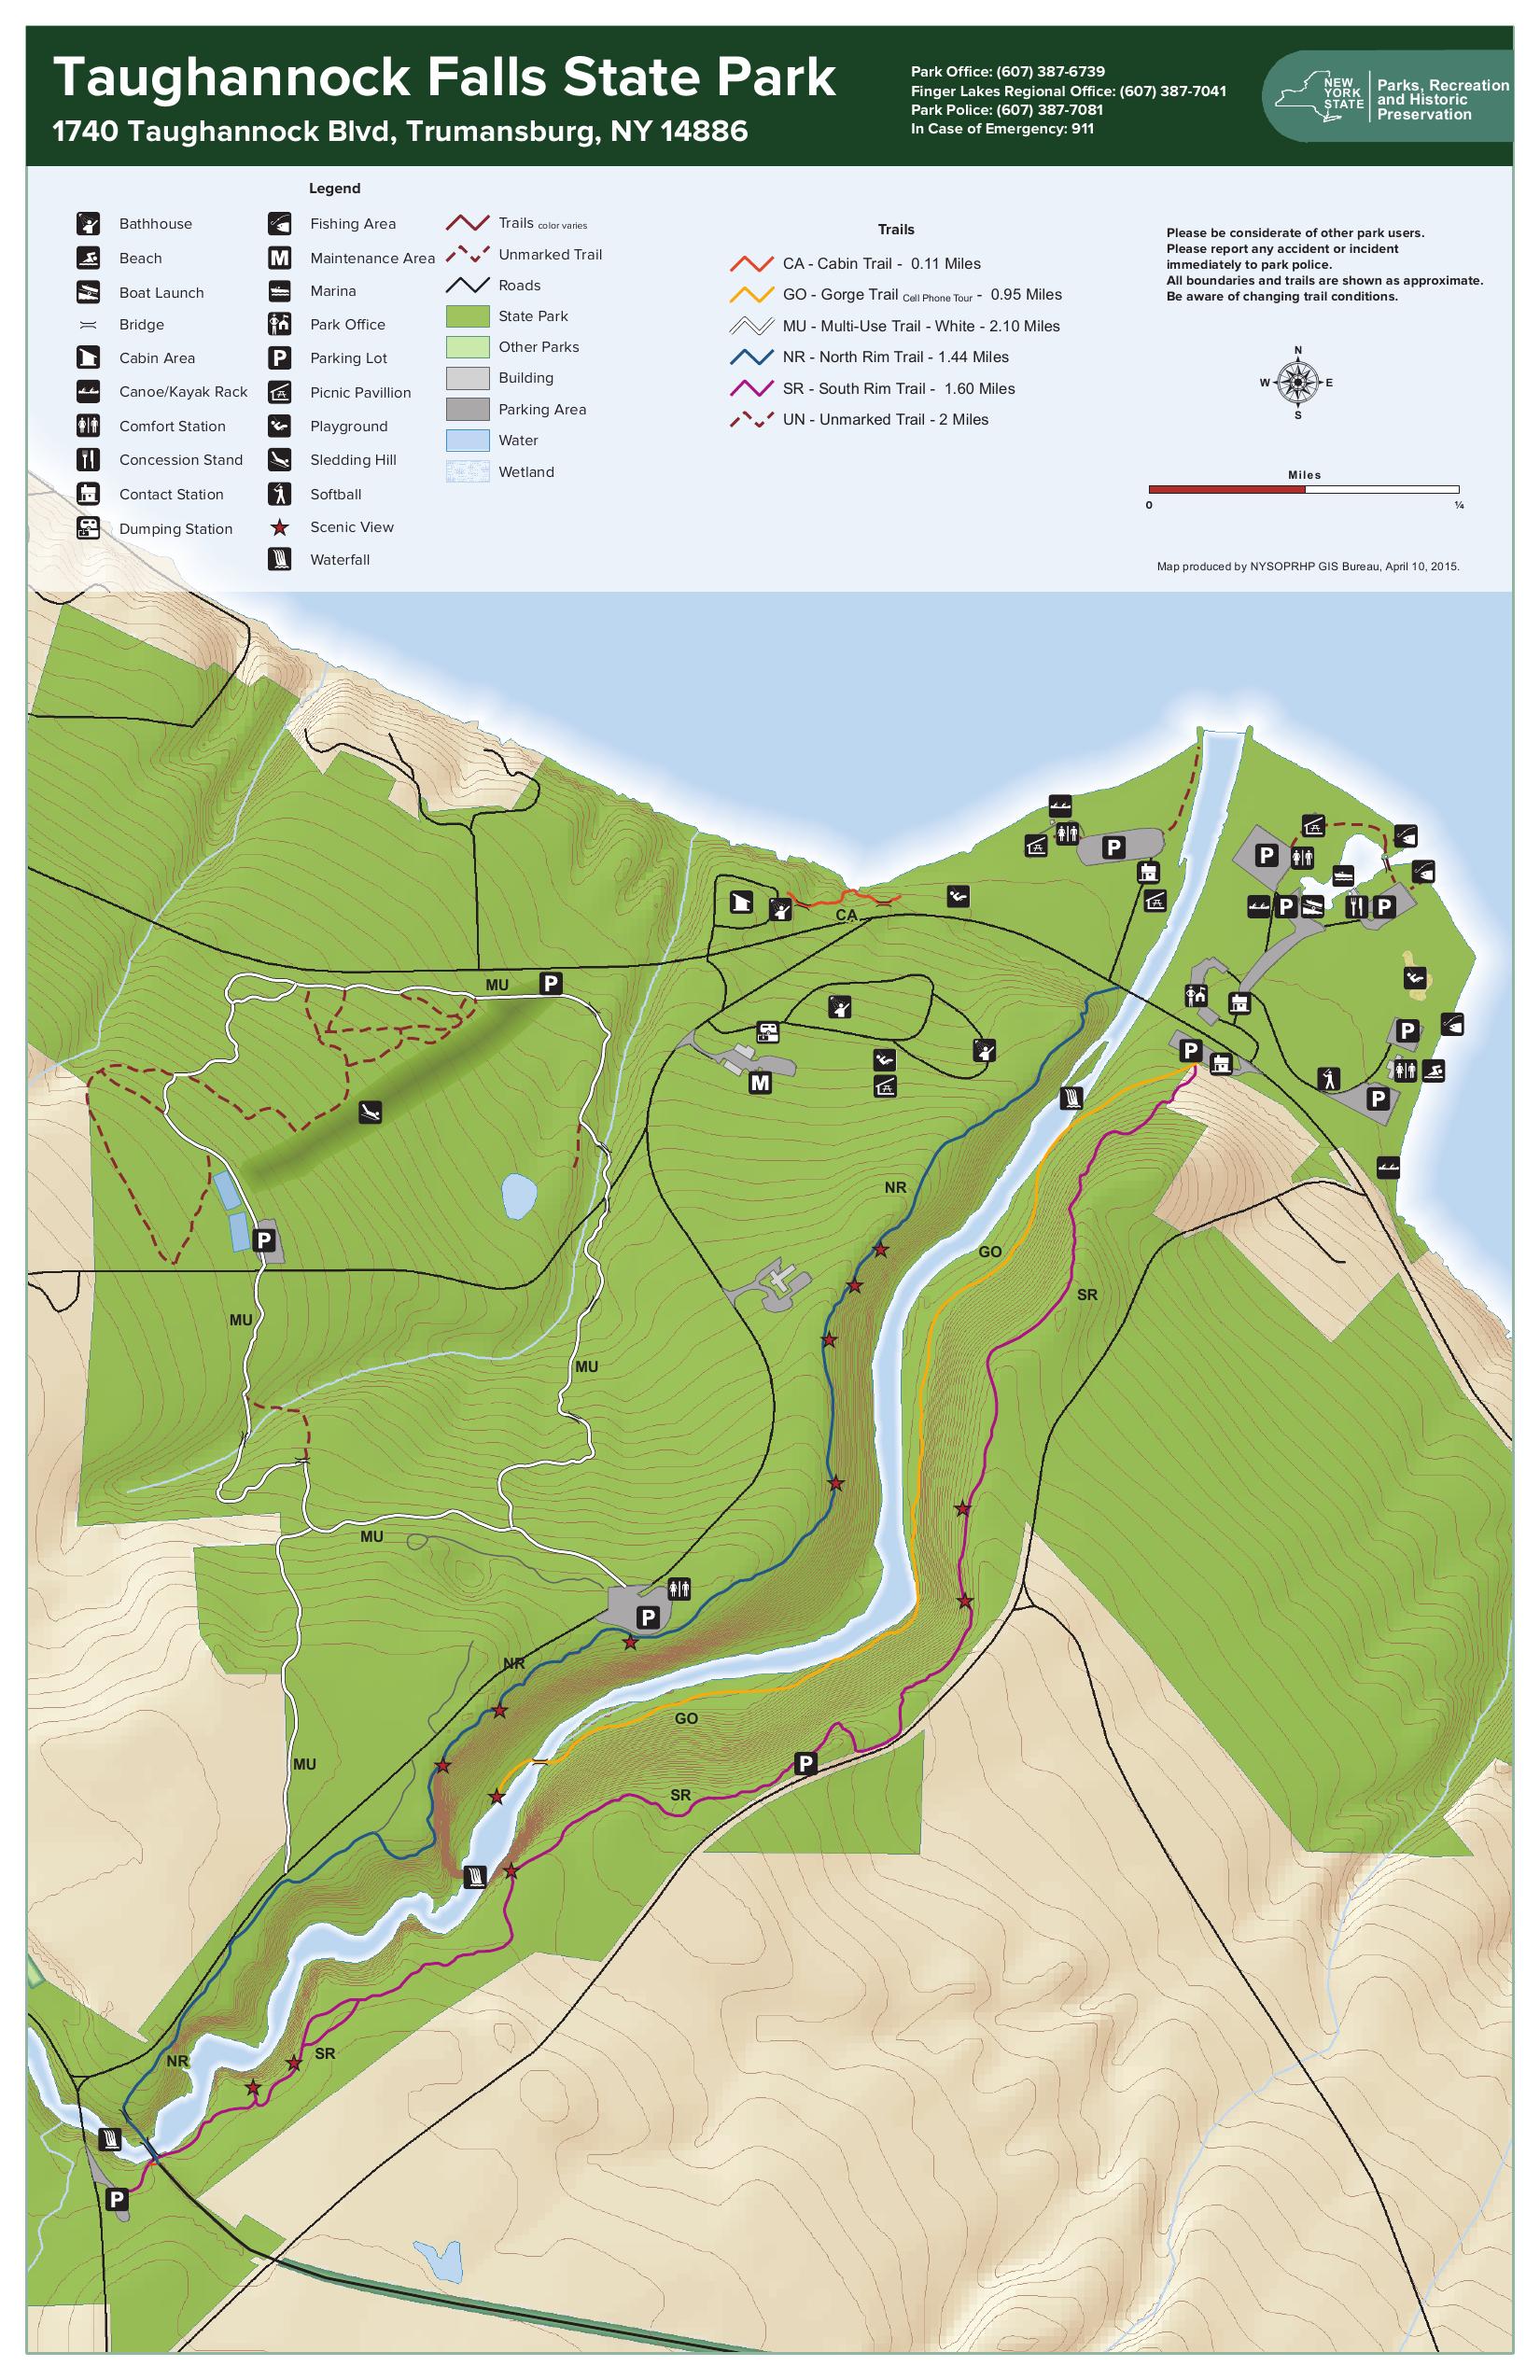 Taughannock Falls State Park
1740 Taughannock Blvd, Trumansburg, NY 14886
Park Office: (607) 387-6739
Finger Lakes Regional Office: (607) 387-7041
Park Police: (607) 387-7081
In Case of Emergency: 911
NEW
YORK
STATE
Parks, Recreation
and Historic
Preservation
Legend
Bathhouse
Beach
Boat Launch
Bridge
Cabin Area
Canoe/Kayak Rack
Comfort Station
Concession Stand
Contact Station
Dumping Station
Fishing Area
M Maintenance Area
Marina
Park Office
P Parking Lot
Picnic Pavillion
Playground
Sledding Hill
Softball
Scenic View
Waterfall
Trails color varies
Unmarked Trail
Roads
State Park
Other Parks
Building
Parking Area
Water
Wetland
Trails
CA - Cabin Trail - 0.11 Miles
GO - Gorge Trail Cell Phone Tour - 0.95 Miles
MU - Multi-Use Trail - White - 2.10 Miles
NR - North Rim Trail - 1.44 Miles
SR - South Rim Trail - 1.60 Miles
UN - Unmarked Trail - 2 Miles
Please be considerate of other park users.
Please report any accident or incident
immediately to park police.
All boundaries and trails are shown as approximate.
Be aware of changing trail conditions.
N
W E
S
Miles
0 ¼
Map produced by NYSOPRHP GIS Bureau, April 10, 2015.
P
P
P
P
CA
MU
P
P
P
M
P
P
NR
P
GO
SR
MU
MU
MU
P
NR
GO
P
MU
SR
SR
NR
P